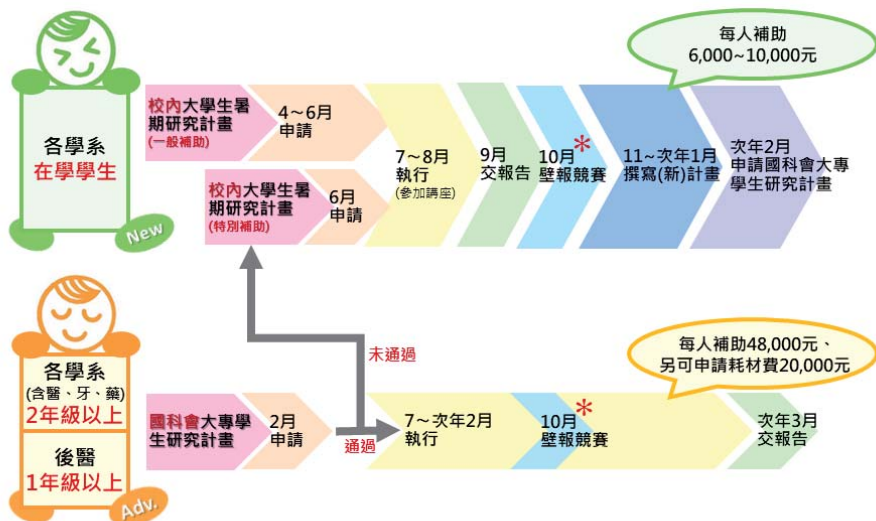 每人補助
6,000~10,000元
各學系
在學學生
New
校內大學生暑
期研究計畫
(一般補助)
4～6月
申請
校內大學生暑
期研究計畫
(特別補助)
6月
申請
7～8月
執行
(參加講座)
9月
交報告
10月*
壁報競賽
11~次年1月
撰寫(新)計畫
次年2月
申請國科會大專
學生研究計畫
未通過
每人補助48,000元、
另可申請耗材費20,000元
各學系
(含醫、牙、藥)
2年級以上
後醫
1年級以上
Adv.
國科會大專學
生研究計畫
2月
申請
通過
7～次年2月
執行
10月*
壁報競賽
次年3月
交報告